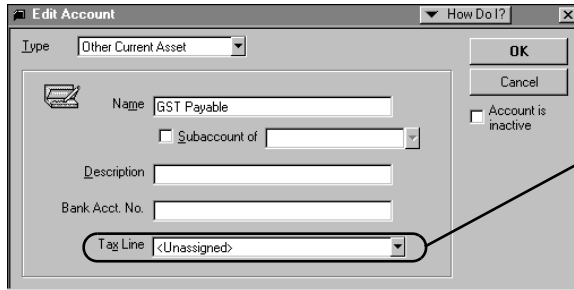 Edit Account
How Do I?
Type Other Current Asset
OK
Cancel
Account is
inactive
Name GST Payable
Subaccount of
Description
Bank Acct. No.
Tax Line <Unassigned>